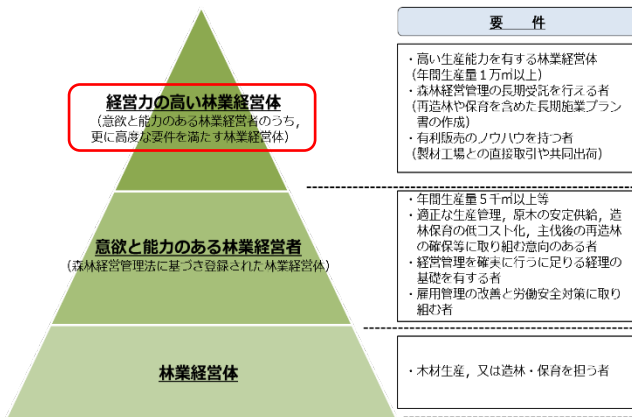 要　件
・高い生産能力を有する林業経営体
(年間生産量1万㎥以上)
・森林経営管理の長期受託を行える者
(再造林や保育を含めた長期施業プラン
書の作成)
・有利販売のノウハウを持つ者
(製材工場との直接取引や共同出荷)
経営力の高い林業経営体
(意欲と能力のある林業経営者のうち，
更に高度な要件を満たす林業経営体)
・年間生産量5千㎥以上等
・適正な生産管理，原木の安定供給，造
林保育の低コスト化，主伐後の再造林
の確保等に取り組む意向のある者
・経営管理を確実に行うに足りる経理の
基礎を有する者
・雇用管理の改善と労働安全対策に取り
組む者
意欲と能力のある林業経営者
(森林経営管理法に基づき登録された林業経営体)
林業経営体
・木材生産，又は造林・保育を担う者